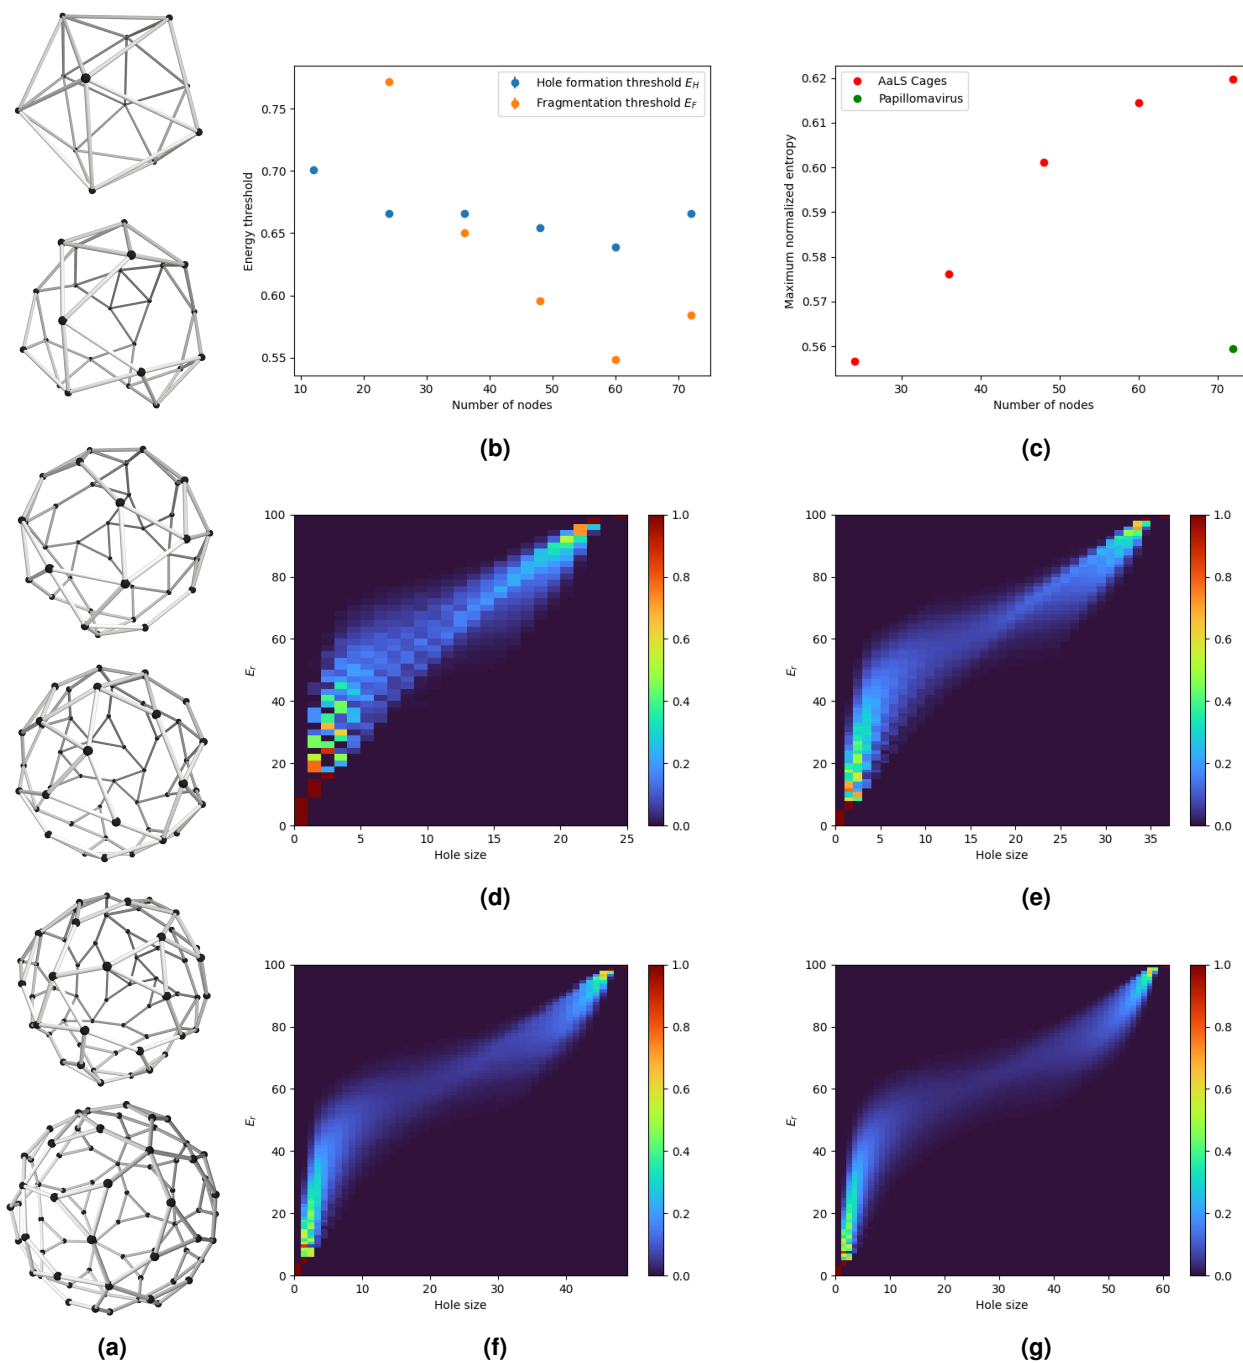 0.75
0.70
0.65
0.60
0.55
Energy threshold
Hole formation threshold E_H
Fragmentation threshold E_F
10 20 30 40 50 60 70
Number of nodes
(b)
0.62
0.61
0.60
0.59
0.58
0.57
0.56
Maximum normalized entropy
AaLS Cages
Papillomavirus
30 40 50 60 70
Number of nodes
(c)
100
80
60
40
20
0
E_r
0 5 10 15 20 25
Hole size
1.0
0.8
0.6
0.4
0.2
0.0
(d)
100
80
60
40
20
0
E_r
0 5 10 15 20 25 30 35
Hole size
1.0
0.8
0.6
0.4
0.2
0.0
(e)
100
80
60
40
20
0
E_r
0 10 20 30 40
Hole size
1.0
0.8
0.6
0.4
0.2
0.0
(f)
100
80
60
40
20
0
E_r
0 10 20 30 40 50 60
Hole size
1.0
0.8
0.6
0.4
0.2
0.0
(g)
(a)